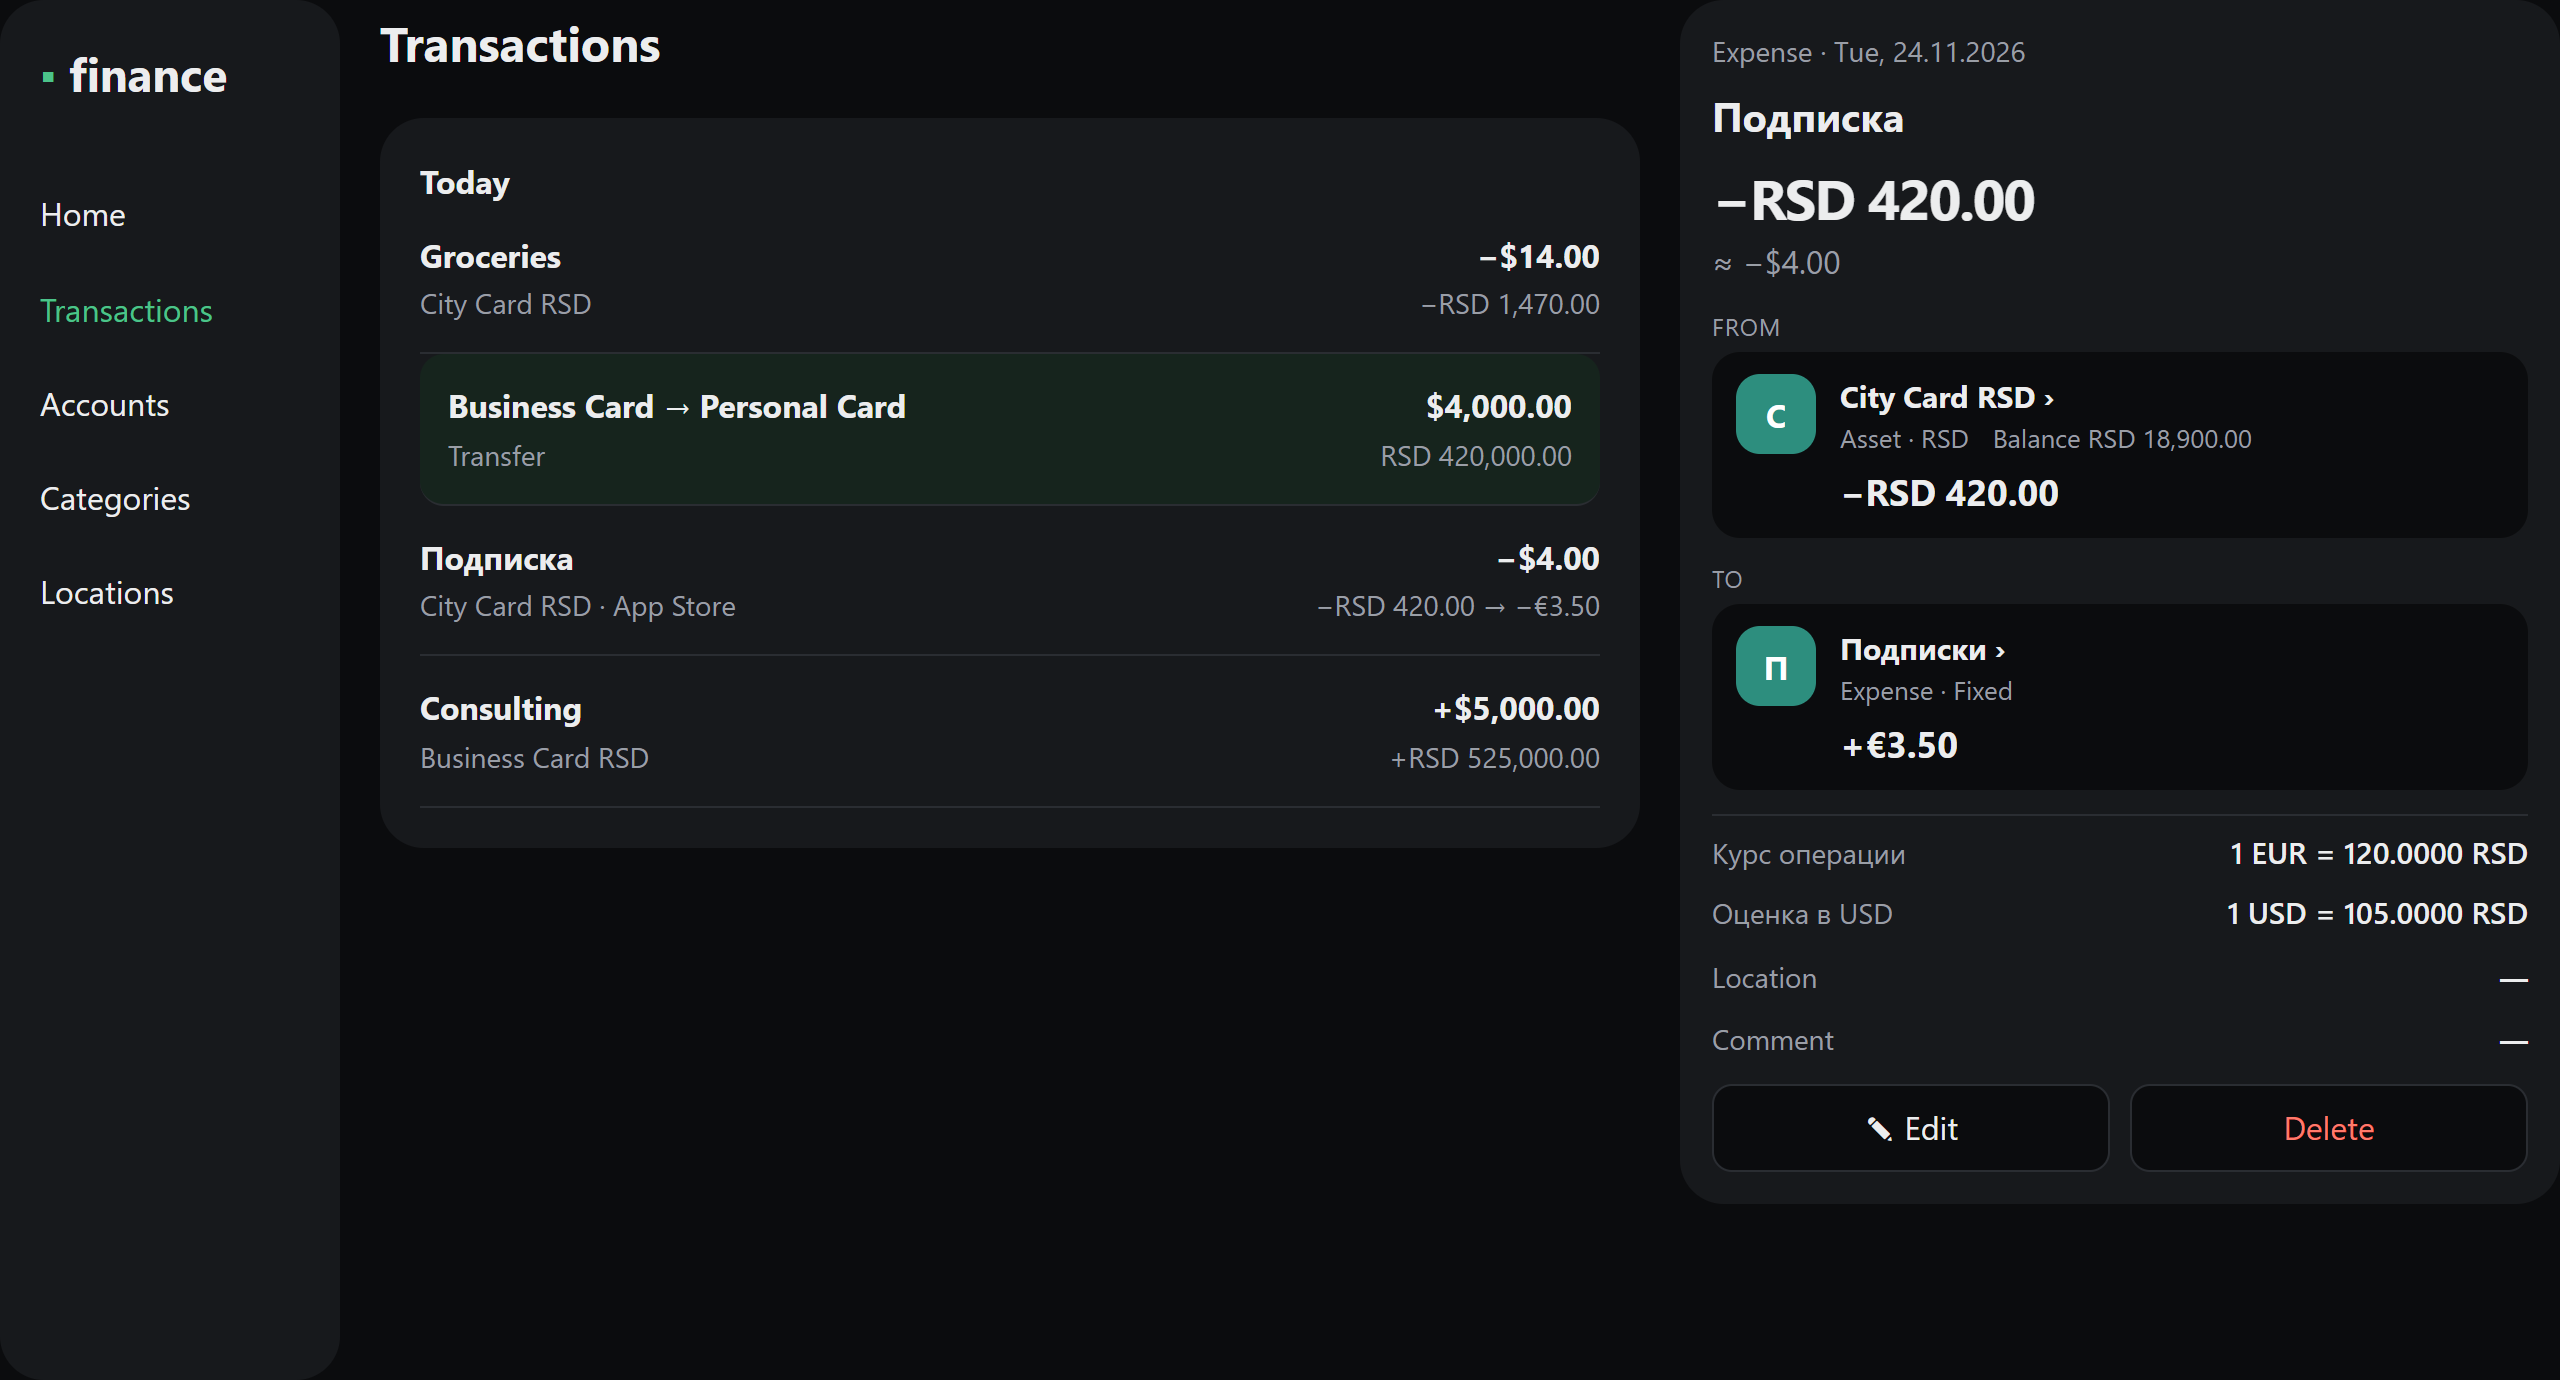 finance
Home
Transactions
Accounts
Categories
Locations
Transactions
Today
Groceries −$14.00
City Card RSD −RSD 1,470.00
Business Card → Personal Card $4,000.00
Transfer RSD 420,000.00
Подписка −$4.00
City Card RSD · App Store −RSD 420.00 → −€3.50
Consulting +$5,000.00
Business Card RSD +RSD 525,000.00
Expense · Tue, 24.11.2026
Подписка
−RSD 420.00
≈ −$4.00
FROM
C
City Card RSD ›
Asset · RSD Balance RSD 18,900.00
−RSD 420.00
TO
П
Подписки ›
Expense · Fixed
+€3.50
Курс операции 1 EUR = 120.0000 RSD
Оценка в USD 1 USD = 105.0000 RSD
Location —
Comment —
Edit
Delete